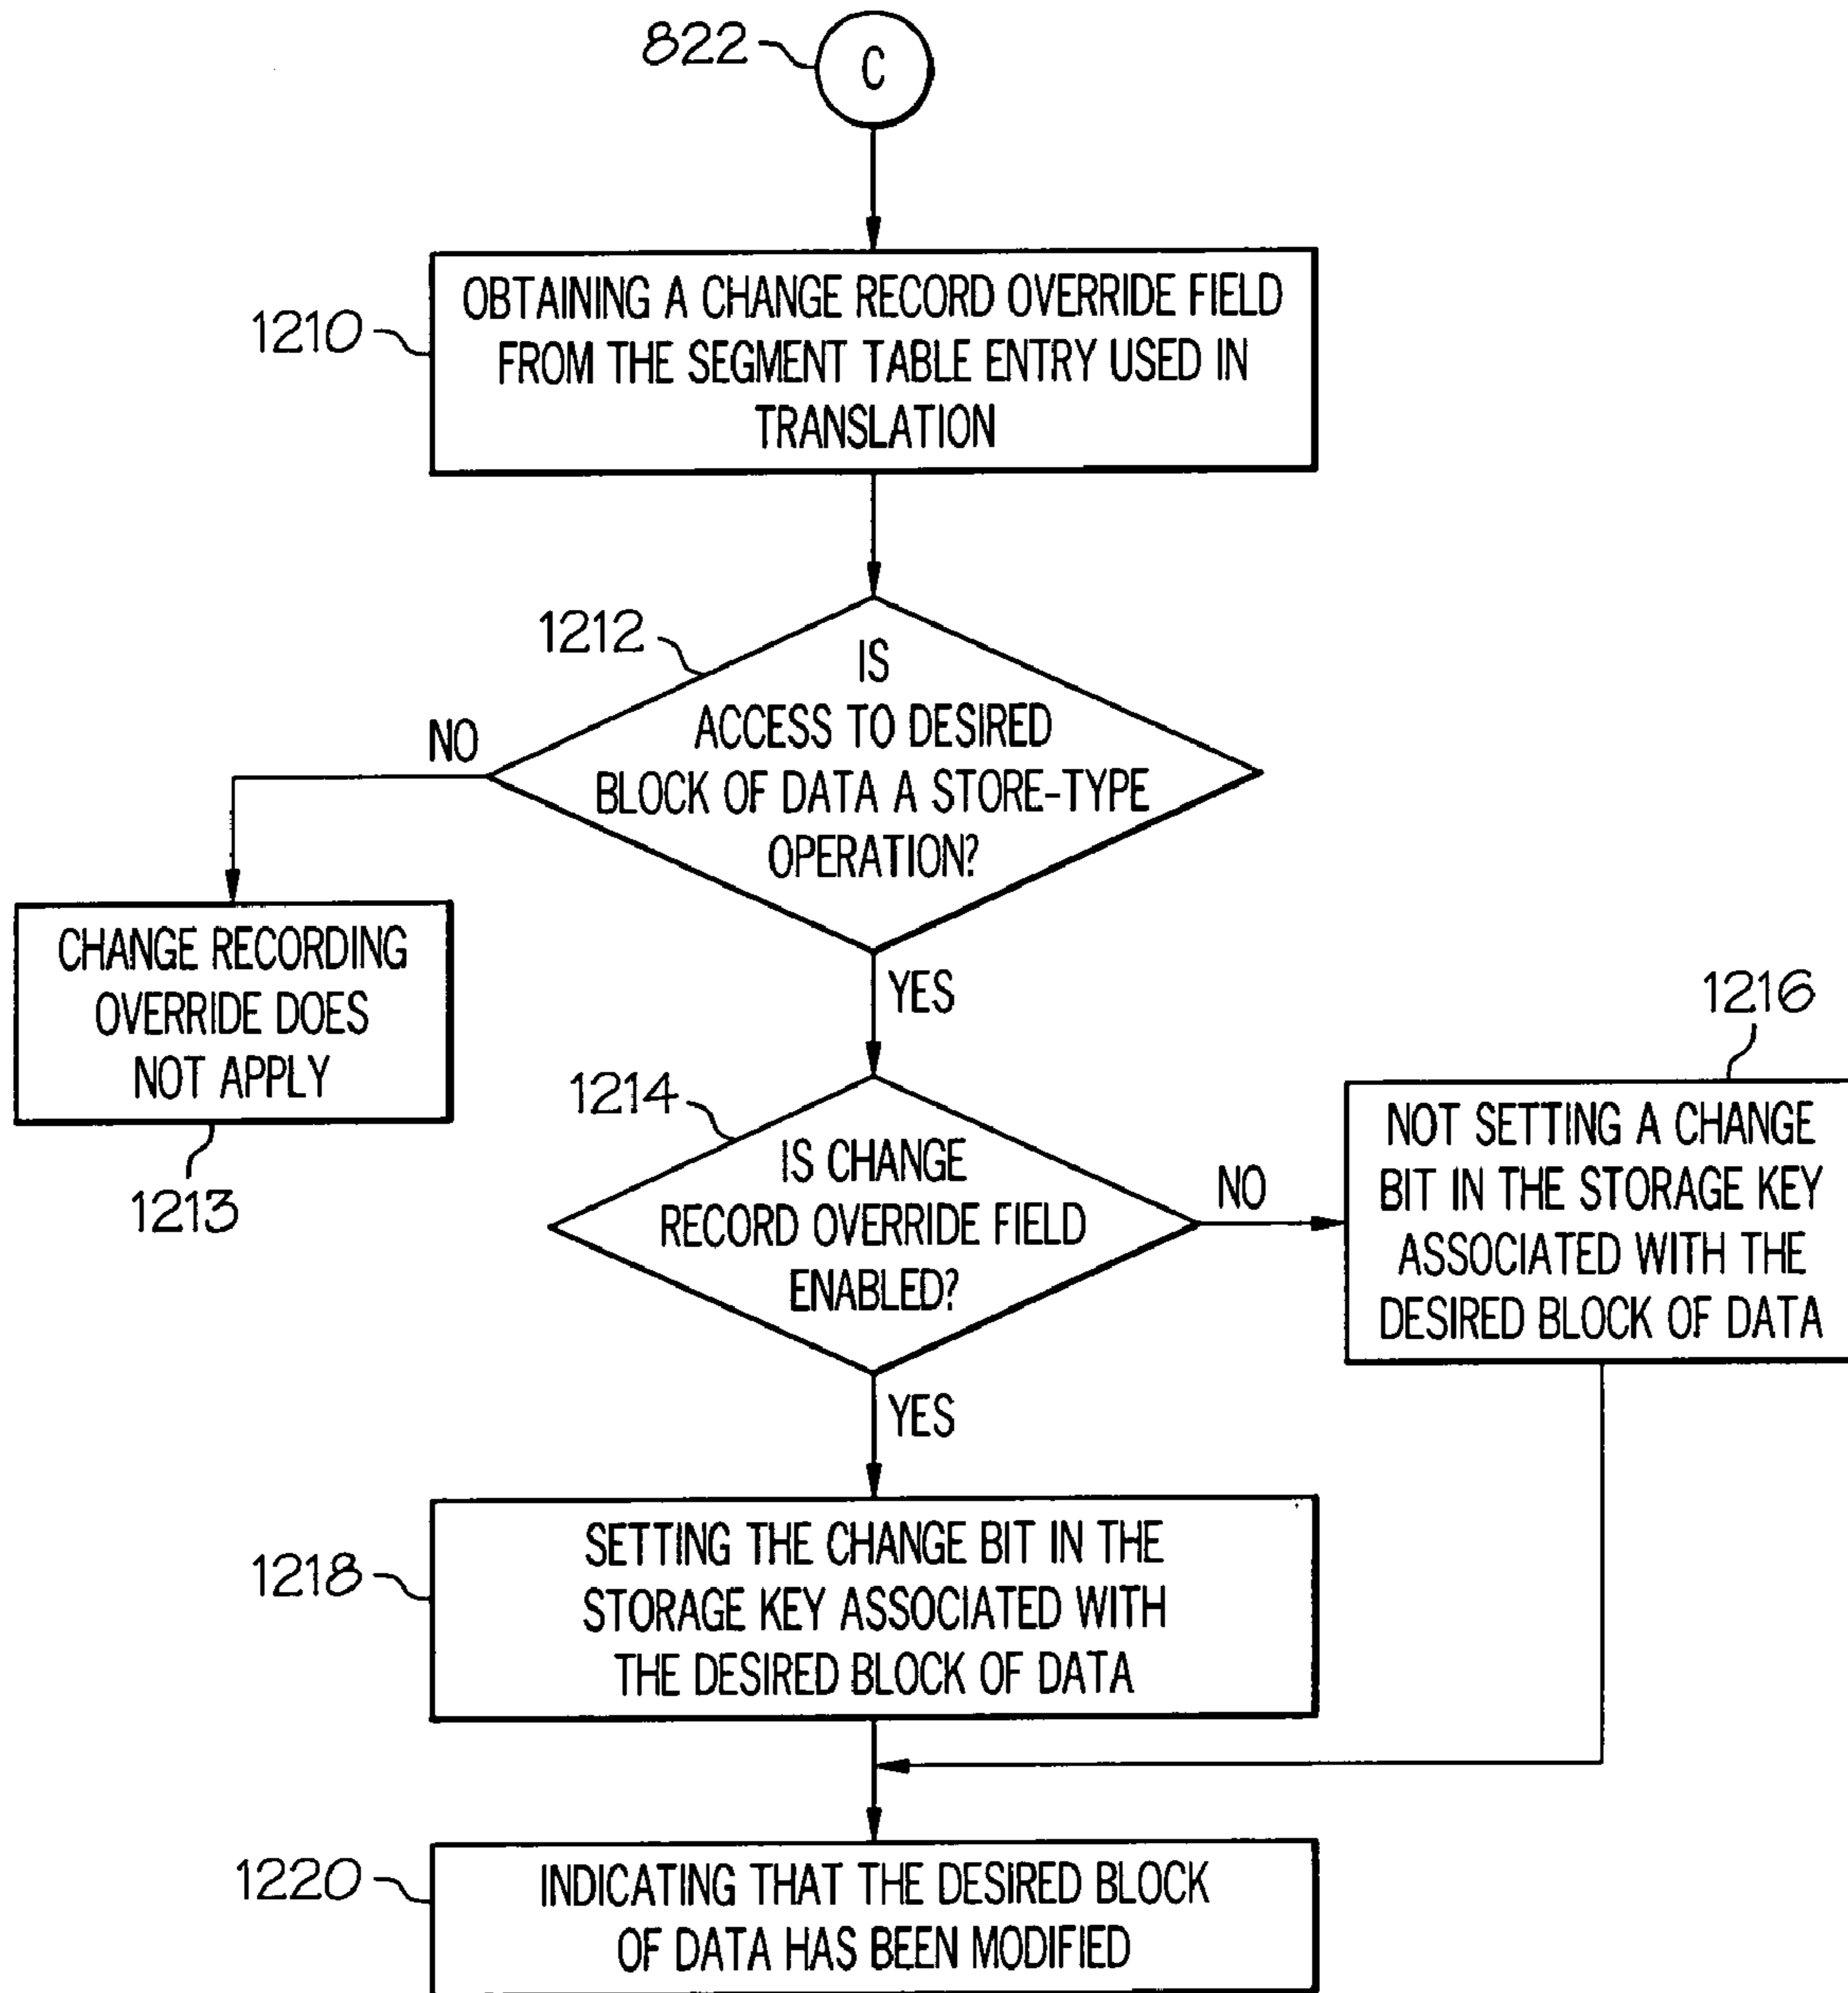 822
C
1210
OBTAINING A CHANGE RECORD OVERRIDE FIELD
FROM THE SEGMENT TABLE ENTRY USED IN
TRANSLATION
1212
IS
ACCESS TO DESIRED
BLOCK OF DATA A STORE-TYPE
OPERATION?
NO
CHANGE RECORDING
OVERRIDE DOES
NOT APPLY
1213
YES
1214
IS CHANGE
RECORD OVERRIDE FIELD
ENABLED?
NO
1216
NOT SETTING A CHANGE
BIT IN THE STORAGE KEY
ASSOCIATED WITH THE
DESIRED BLOCK OF DATA
YES
1218
SETTING THE CHANGE BIT IN THE
STORAGE KEY ASSOCIATED WITH
THE DESIRED BLOCK OF DATA
1220
INDICATING THAT THE DESIRED BLOCK
OF DATA HAS BEEN MODIFIED